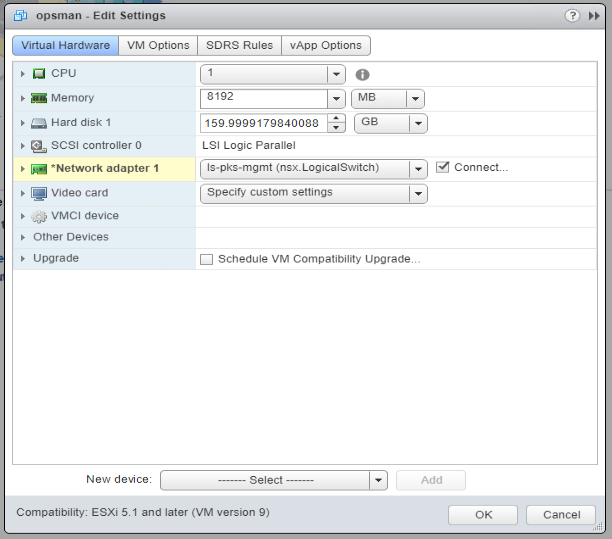 opsman - Edit Settings
Virtual Hardware VM Options SDRS Rules vApp Options
CPU 1
Memory 8192 MB
Hard disk 1 159.9999179840088 GB
SCSI controller 0 LSI Logic Parallel
*Network adapter 1 ls-pks-mgmt (nsx.LogicalSwitch) Connect...
Video card Specify custom settings
VMCI device
Other Devices
Upgrade Schedule VM Compatibility Upgrade...
New device: ------- Select ------- Add
Compatibility: ESXi 5.1 and later (VM version 9) OK Cancel